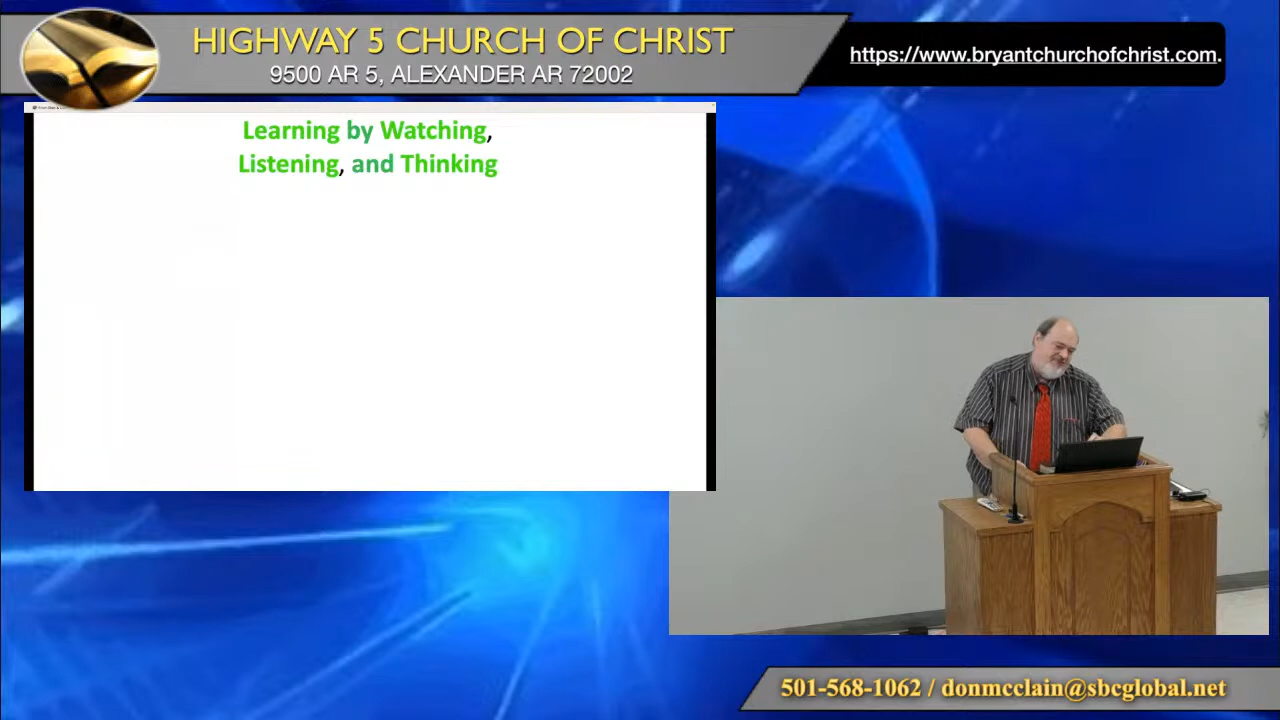 HIGHWAY 5 CHURCH OF CHRIST
9500 AR 5, ALEXANDER AR 72002
https://www.bryantchurchofchrist.com.
Learning by Watching,
Listening, and Thinking
501-568-1062 / donmcclain@sbcglobal.net